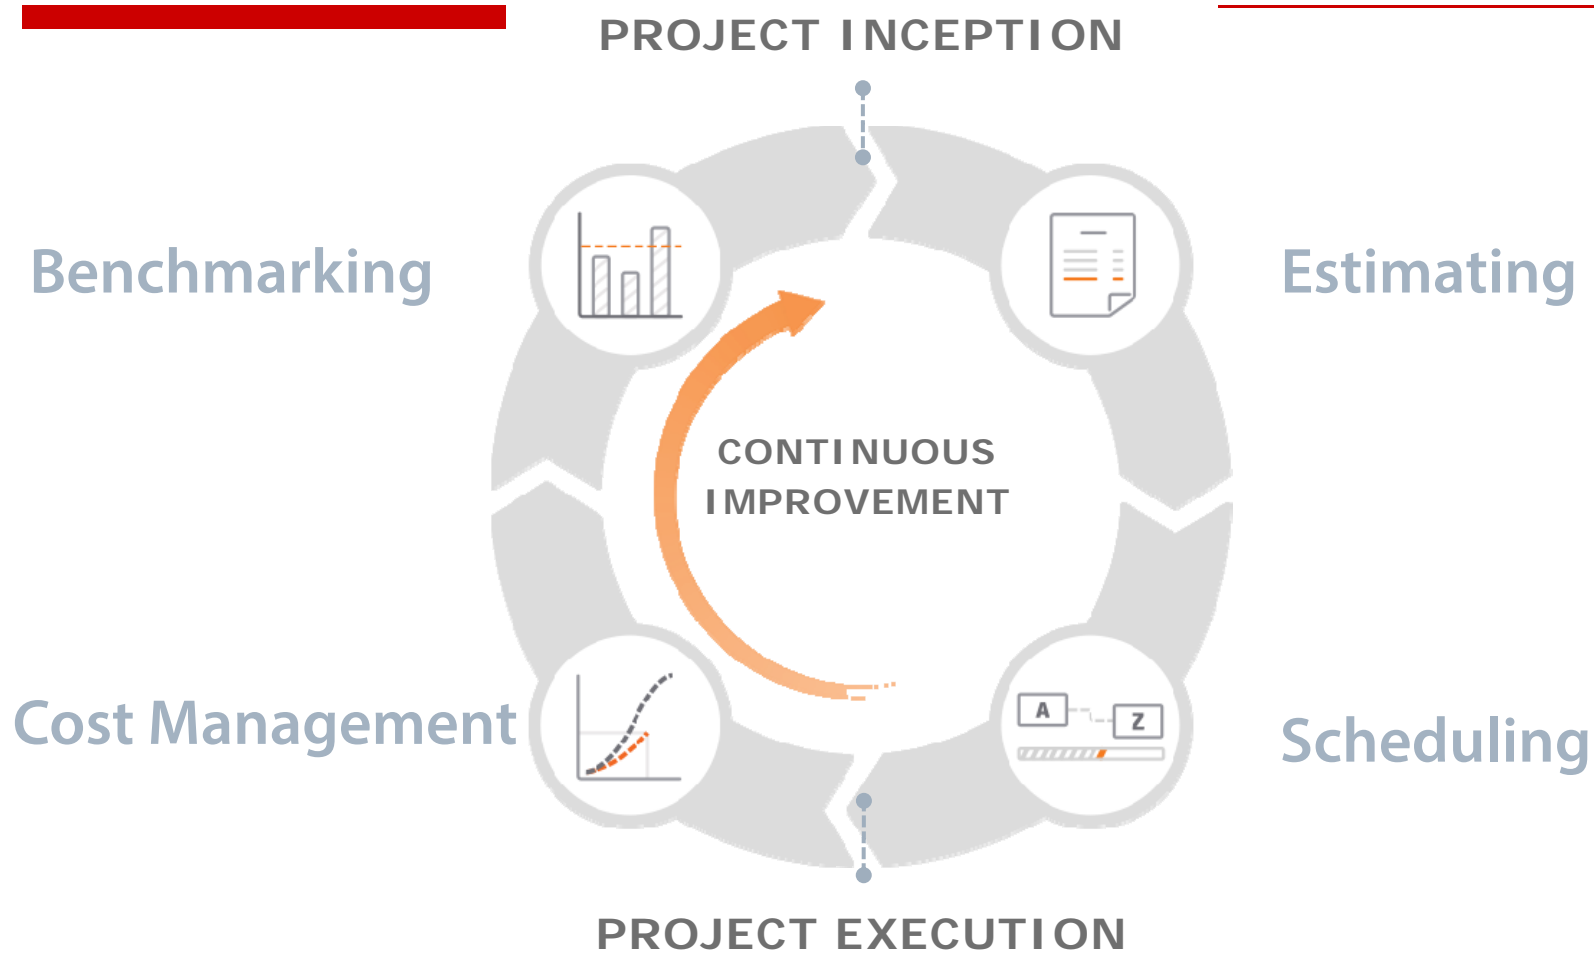 PROJECT INCEPTION
Benchmarking
Estimating
CONTINUOUS
IMPROVEMENT
Cost Management
A
Z
Scheduling
PROJECT EXECUTION